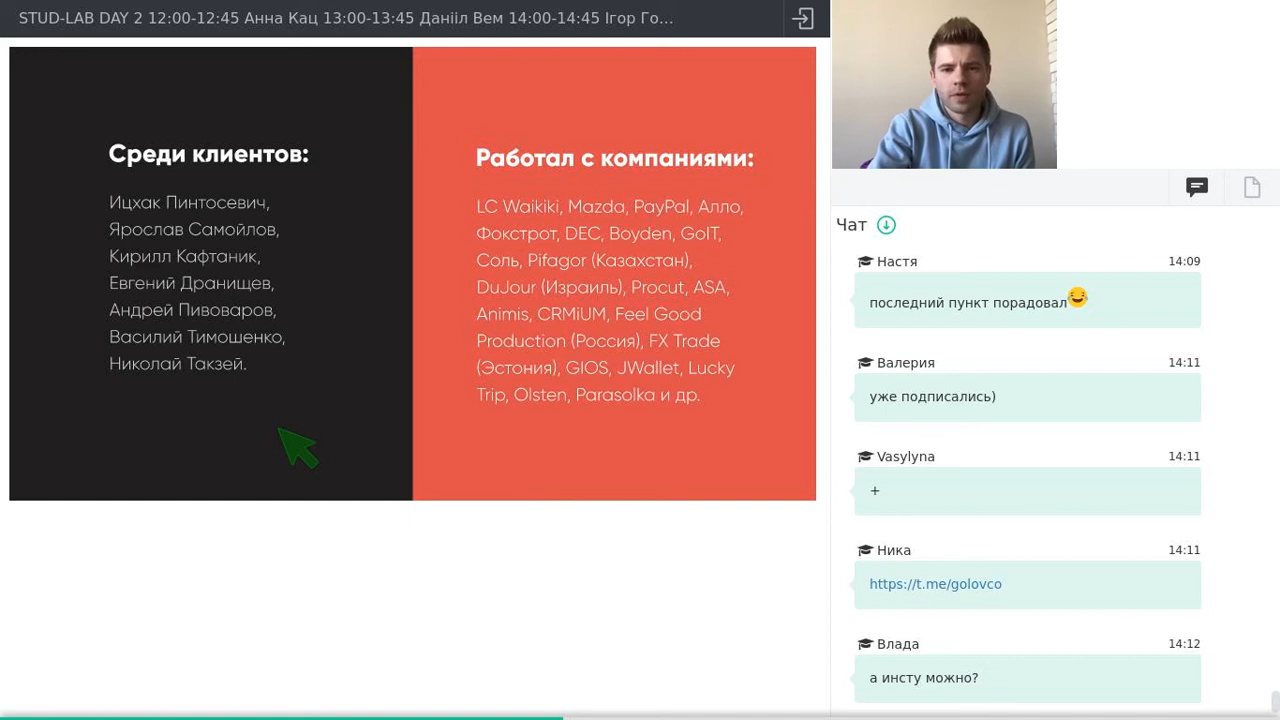 STUD-LAB DAY 2 12:00-12:45 Анна Кац 13:00-13:45 Данііл Вем 14:00-14:45 Ігор Го...
Среди клиентов:
Ицхак Пинтосевич,
Ярослав Самойлов,
Кирилл Кафтаник,
Евгений Дранищев,
Андрей Пивоваров,
Василий Тимошенко,
Николай Такзей.
Работал с компаниями:
LC Waikiki, Mazda, PayPal, Алло,
Фокстрот, DEC, Boyden, GoIT,
Соль, Pifagor (Казахстан),
DuJour (Израиль), Procut, ASA,
Animis, CRMiUM, Feel Good
Production (Россия), FX Trade
(Эстония), GIOS, JWallet, Lucky
Trip, Olsten, Parasolka и др.
Чат
Настя 14:09
последний пункт порадовал
Валерия 14:11
уже подписались)
Vasylyna 14:11
+
Ника 14:11
https://t.me/golovco
Влада 14:12
а инсту можно?